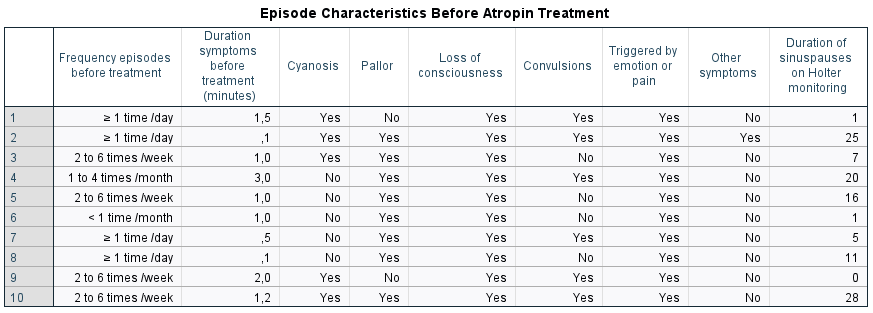 Episode Characteristics Before Atropin Treatment
Frequency episodes before treatment | Duration symptoms before treatment (minutes) | Cyanosis | Pallor | Loss of consciousness | Convulsions | Triggered by emotion or pain | Other symptoms | Duration of sinuspauses on Holter monitoring
1 ≥ 1 time /day 1,5 Yes No Yes Yes Yes No 1
2 ≥ 1 time /day ,1 Yes Yes Yes Yes Yes Yes 25
3 2 to 6 times /week 1,0 Yes Yes Yes No Yes No 7
4 1 to 4 times /month 3,0 No Yes Yes Yes Yes No 20
5 2 to 6 times /week 1,0 No Yes Yes No Yes No 16
6 < 1 time /month 1,0 No Yes Yes No Yes No 1
7 ≥ 1 time /day ,5 No Yes Yes Yes Yes No 5
8 ≥ 1 time /day ,1 No Yes Yes No Yes No 11
9 2 to 6 times /week 2,0 Yes No Yes Yes Yes No 0
10 2 to 6 times /week 1,2 Yes Yes Yes Yes Yes No 28